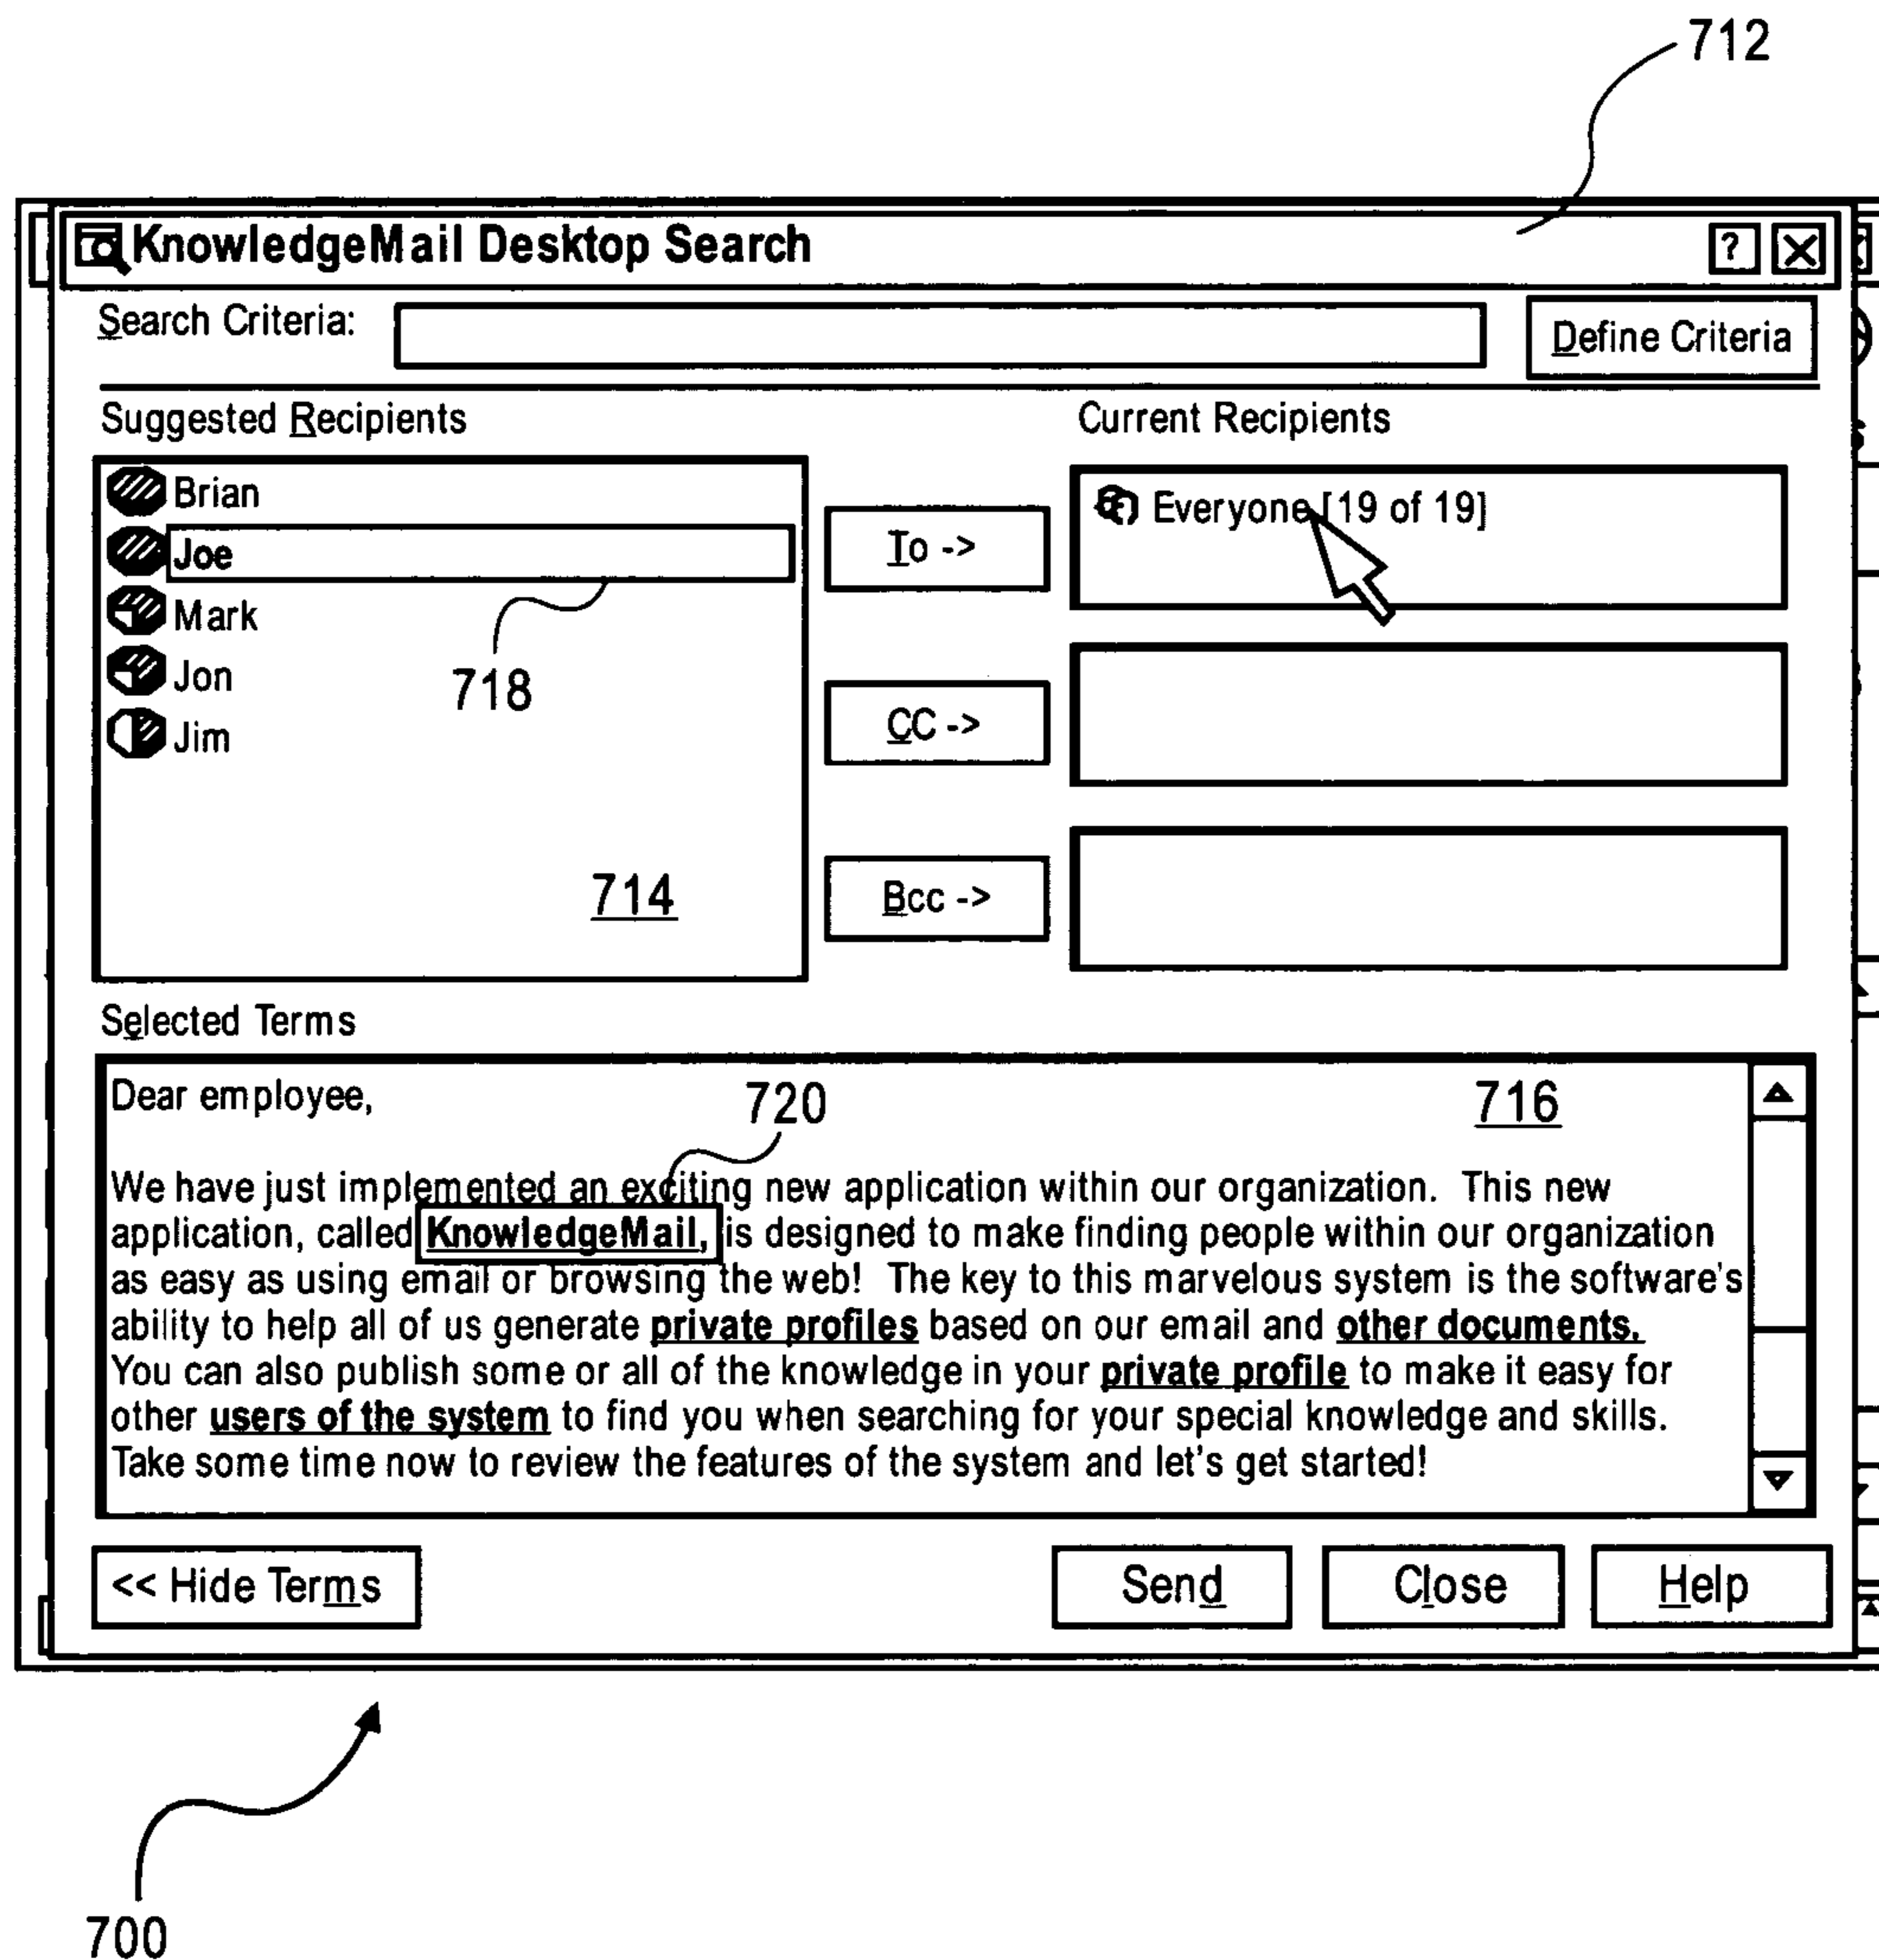 712
KnowledgeMail Desktop Search
?
Search Criteria:
Define Criteria
Suggested Recipients
Current Recipients
Brian
Joe
Mark
Jon
Jim
718
714
To ->
CC ->
Bcc ->
Everyone [19 of 19]
Selected Terms
Dear employee,
720
716
We have just implemented an exciting new application within our organization. This new
application, called KnowledgeMail, is designed to make finding people within our organization
as easy as using email or browsing the web! The key to this marvelous system is the software's
ability to help all of us generate private profiles based on our email and other documents.
You can also publish some or all of the knowledge in your private profile to make it easy for
other users of the system to find you when searching for your special knowledge and skills.
Take some time now to review the features of the system and let's get started!
<< Hide Terms
Send
Close
Help
700